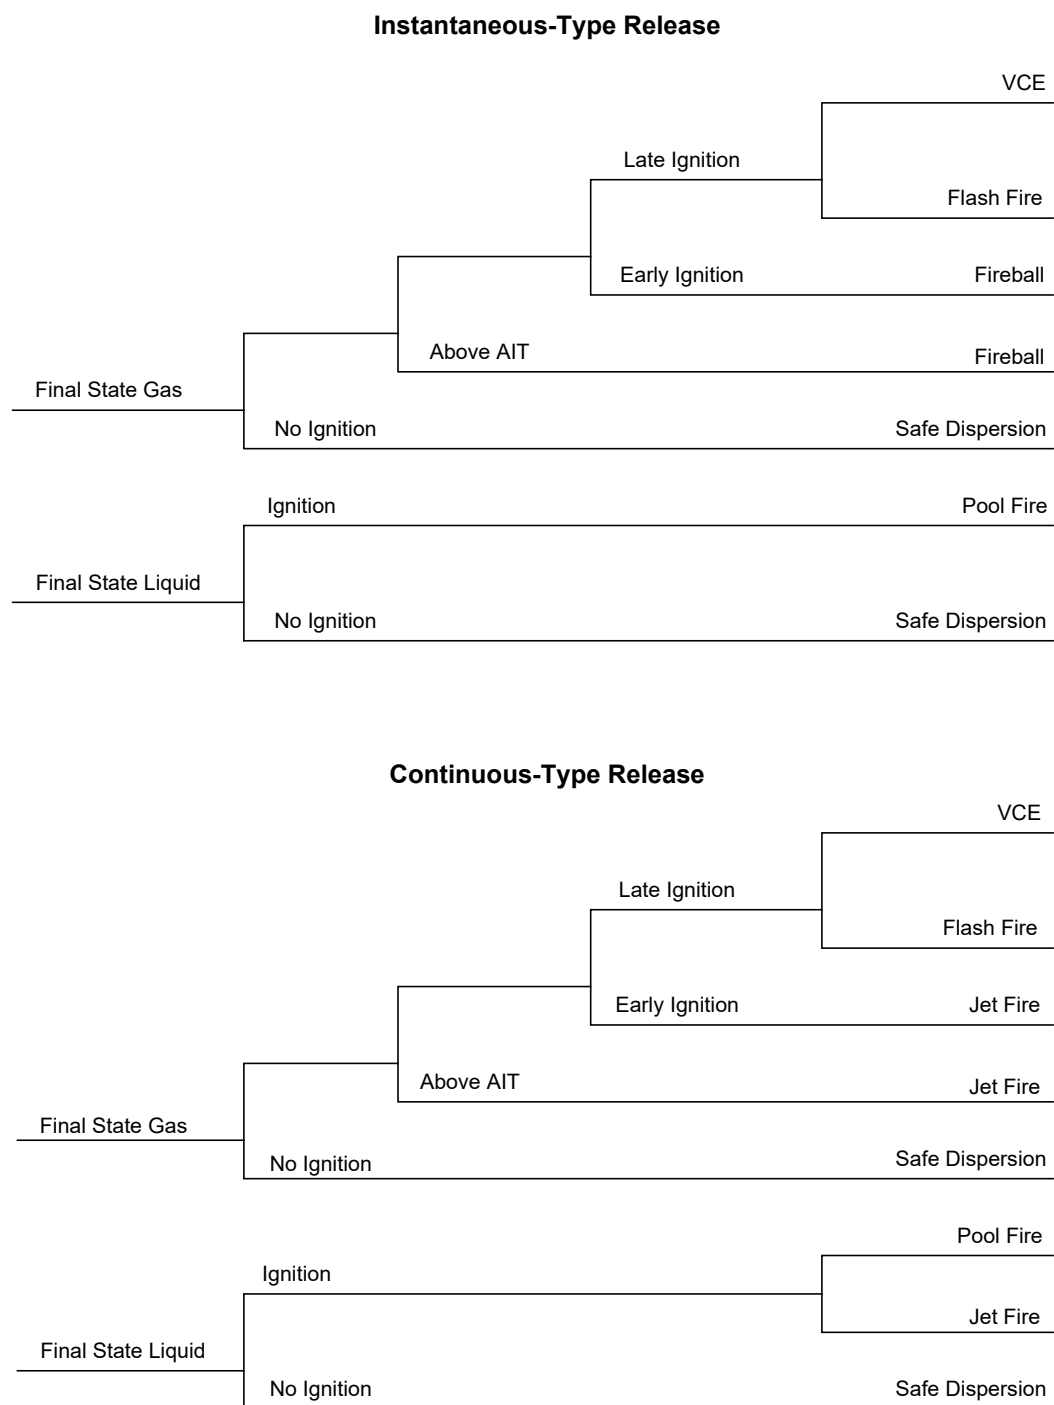 Instantaneous-Type Release
VCE
Late Ignition
Flash Fire
Early Ignition Fireball
Above AIT Fireball
Final State Gas
No Ignition Safe Dispersion
Ignition Pool Fire
Final State Liquid
No Ignition Safe Dispersion
Continuous-Type Release
VCE
Late Ignition
Flash Fire
Early Ignition Jet Fire
Above AIT Jet Fire
Final State Gas
No Ignition Safe Dispersion
Pool Fire
Ignition
Jet Fire
Final State Liquid
No Ignition Safe Dispersion